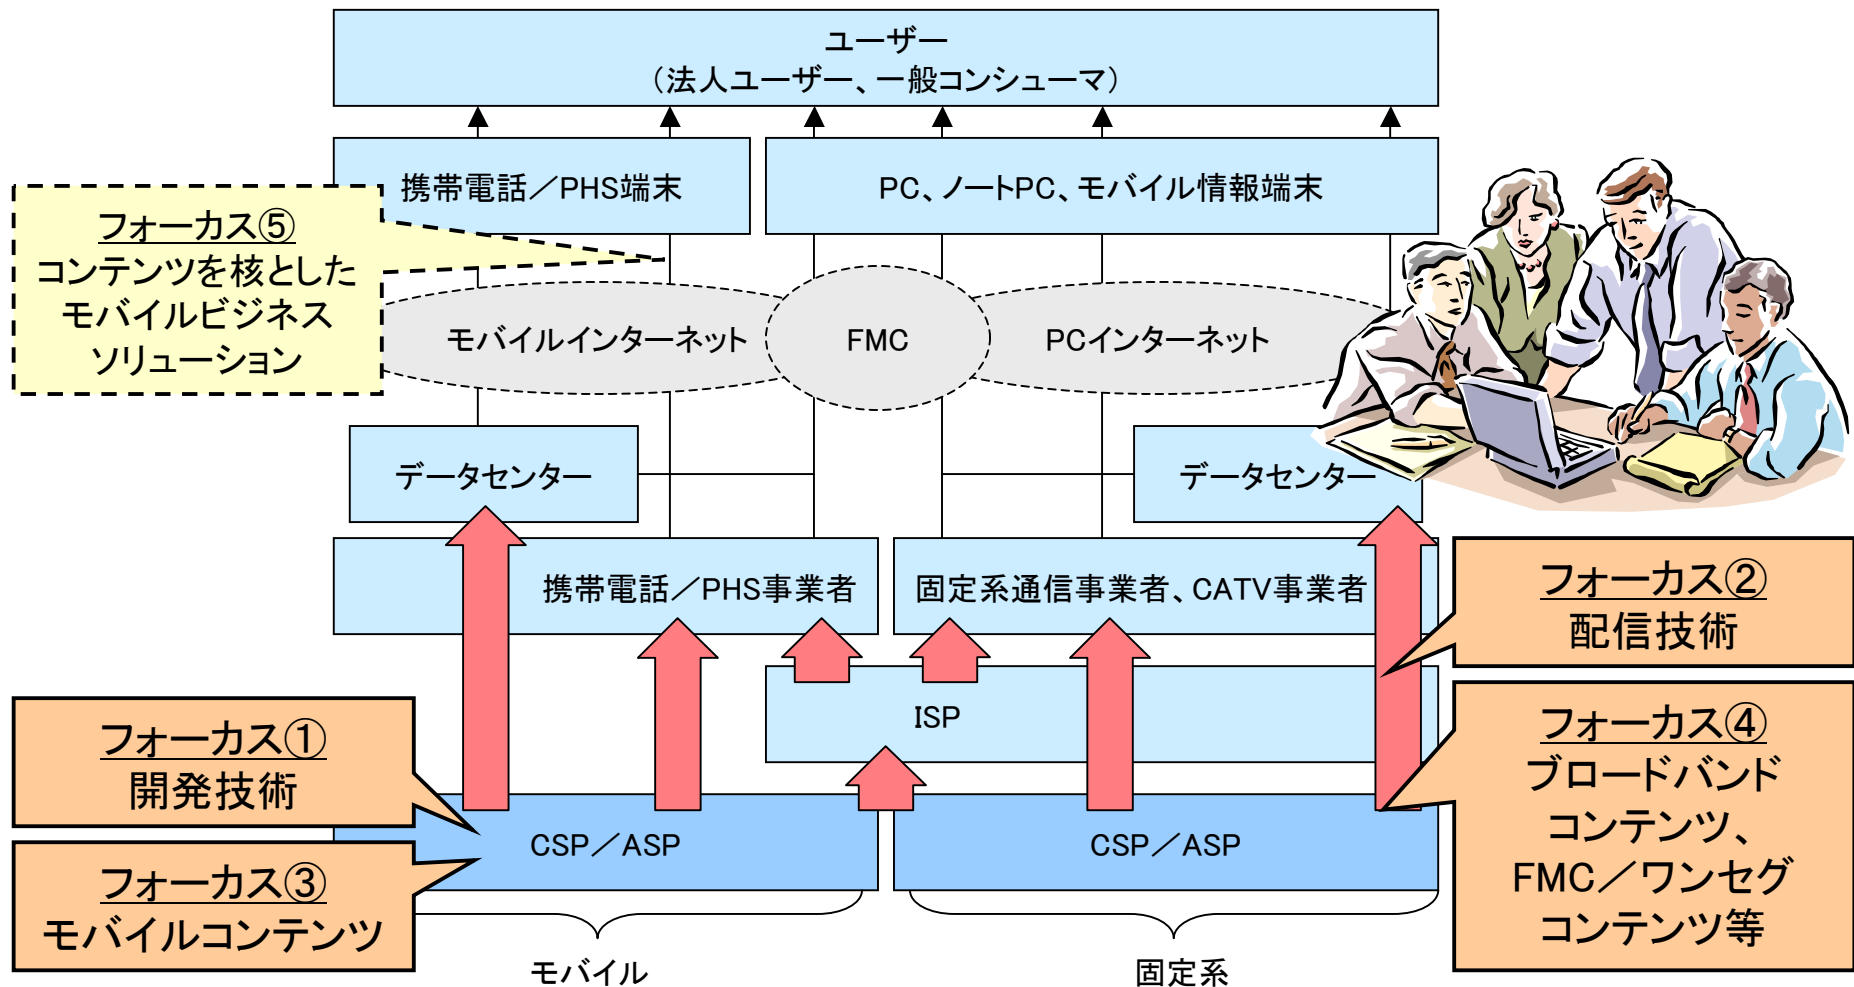 ユーザー
（法人ユーザー、一般コンシューマ）
携帯電話／PHS端末
PC、ノートPC、モバイル情報端末
フォーカス⑤
コンテンツを核とした
モバイルビジネス
ソリューション
モバイルインターネット
FMC
PCインターネット
データセンター
データセンター
携帯電話／PHS事業者
固定系通信事業者、CATV事業者
フォーカス②
配信技術
ISP
フォーカス①
開発技術
フォーカス④
ブロードバンド
コンテンツ、
FMC／ワンセグ
コンテンツ等
CSP／ASP
CSP／ASP
フォーカス③
モバイルコンテンツ
モバイル
固定系